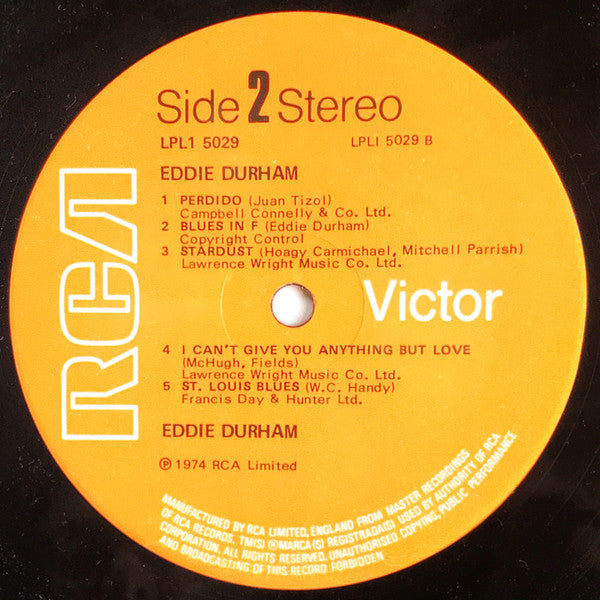 Side 2 Stereo
LPL1 5029 LPLI 5029 B
EDDIE DURHAM
1 PERDIDO (Juan Tizol)
Campbell Connelly & Co. Ltd.
2 BLUES IN F (Eddie Durham)
Copyright Control
3 STARDUST (Hoagy Carmichael, Mitchell Parrish)
Lawrence Wright Music Co. Ltd.
RCA
Victor
4 I CAN'T GIVE YOU ANYTHING BUT LOVE
(McHugh, Fields)
Lawrence Wright Music Co. Ltd.
5 ST. LOUIS BLUES (W.C. Handy)
Francis Day & Hunter Ltd.
EDDIE DURHAM
℗ 1974 RCA Limited
MANUFACTURED BY RCA LIMITED, ENGLAND FROM MASTER RECORDINGS
OF RCA RECORDS. TM(S) ®MARCA(S) REGISTRADA(S) USED BY AUTHORITY OF RCA
CORPORATION. ALL RIGHTS RESERVED. UNAUTHORISED COPYING, PUBLIC PERFORMANCE
AND BROADCASTING OF THIS RECORD FORBIDDEN